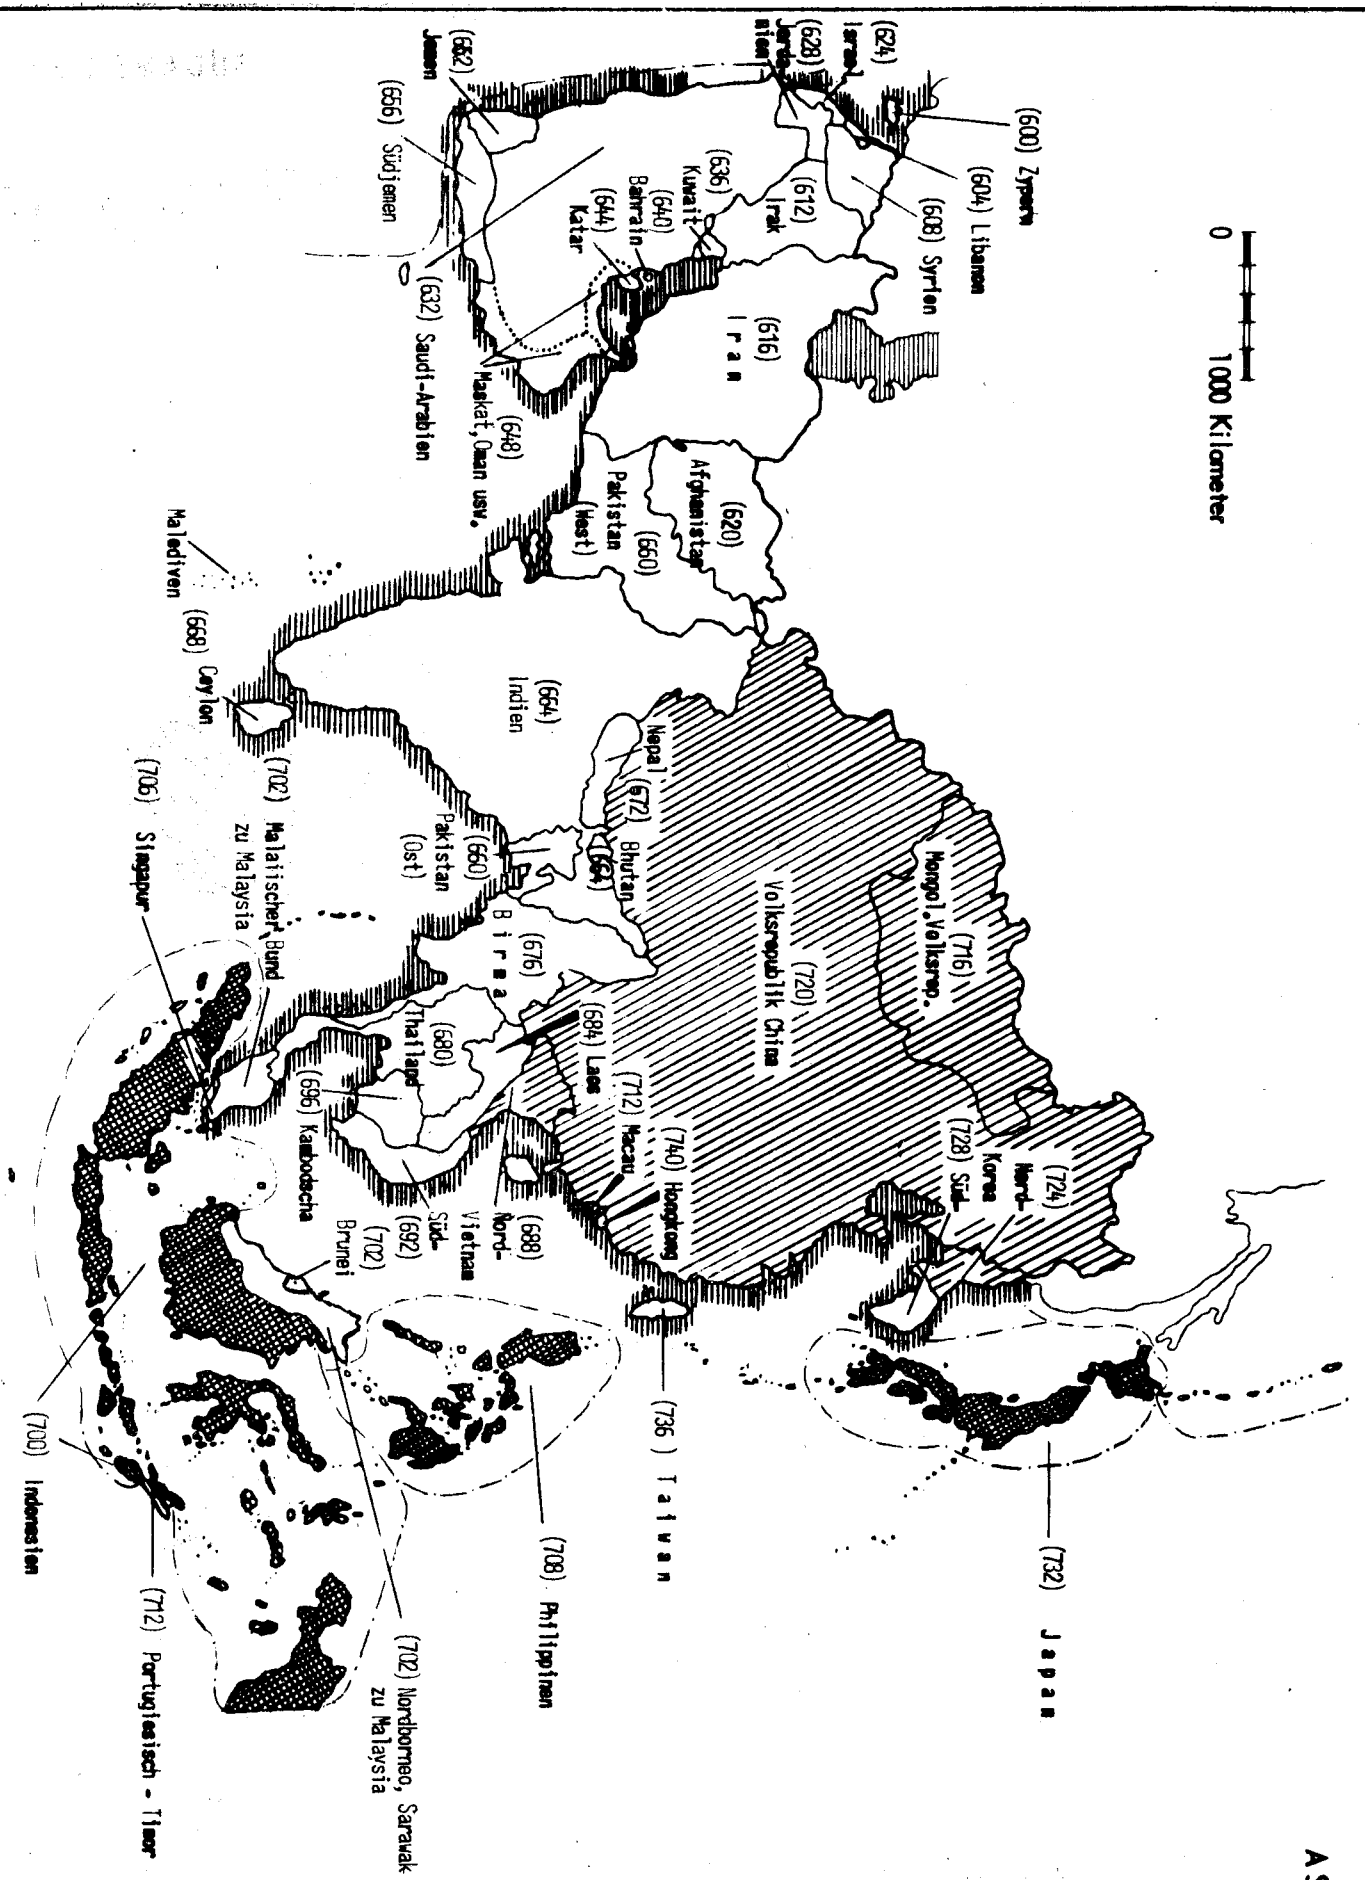 AS
0 1000 Kilometer
(600) Zypern
(604) Libanon
(608) Syrien
(624)
Israel
(628)
Jorda-
nien
(612)
Irak
(636)
Kuwait
(640)
Bahrain
(644)
Katar
(652)
Jemen
(656) Südjemen
(632) Saudi-Arabien
(648)
Maskat, Oman usw.
(616)
Iran
(620)
Afghanistan
(660)
Pakistan
(West)
(664)
Indien
Malediven
(668) Ceylon
Nepal
(672)
Bhutan
(664)
(660)
Pakistan
(Ost)
(676)
Birma
(680)
Thailand
(684) Laos
(688)
Nord-
Vietnam
Süd-
(692)
(696) Kambodscha
(702) Malaiischer Bund
zu Malaysia
(706) Singapur
(702)
Brunei
(700) Indonesien
(712) Portugiesisch - Timor
(702) Nordborneo, Sarawak
zu Malaysia
(708) Philippinen
(712) Macau
(740) Hongkong
(716)
Mongol. Volksrep.
(720)
Volksrepublik China
(724)
Nord-
Korea
(728) Süd-
(732) Japan
(736 ) Taiwan